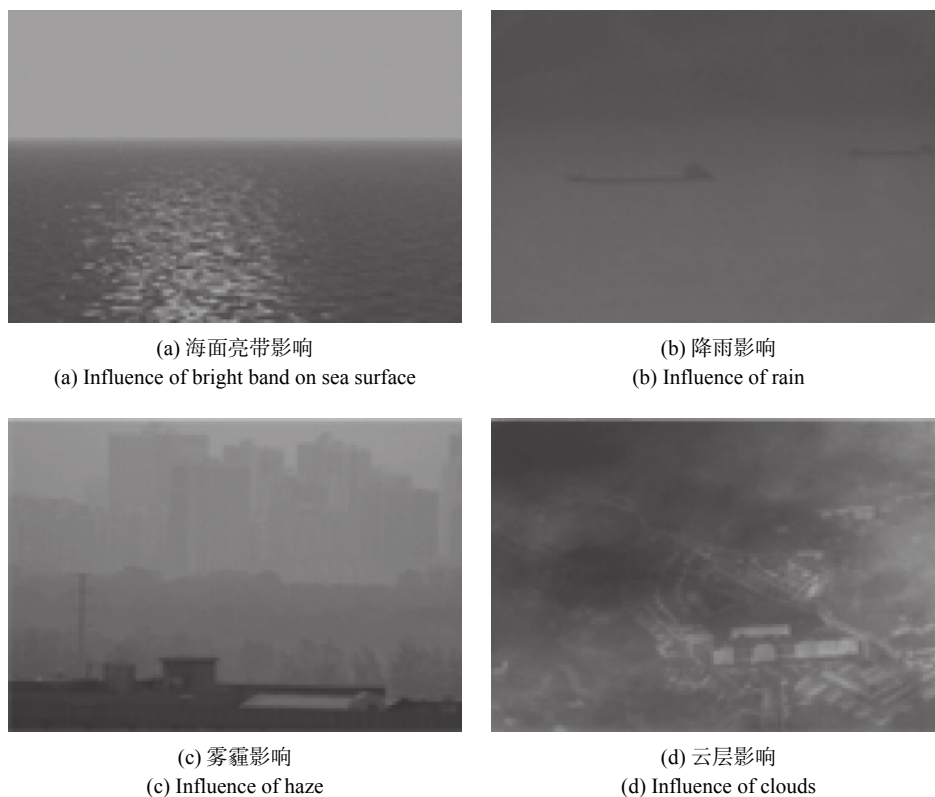 (a) 海面亮带影响
(a) Influence of bright band on sea surface
(b) 降雨影响
(b) Influence of rain
(c) 雾霾影响
(c) Influence of haze
(d) 云层影响
(d) Influence of clouds